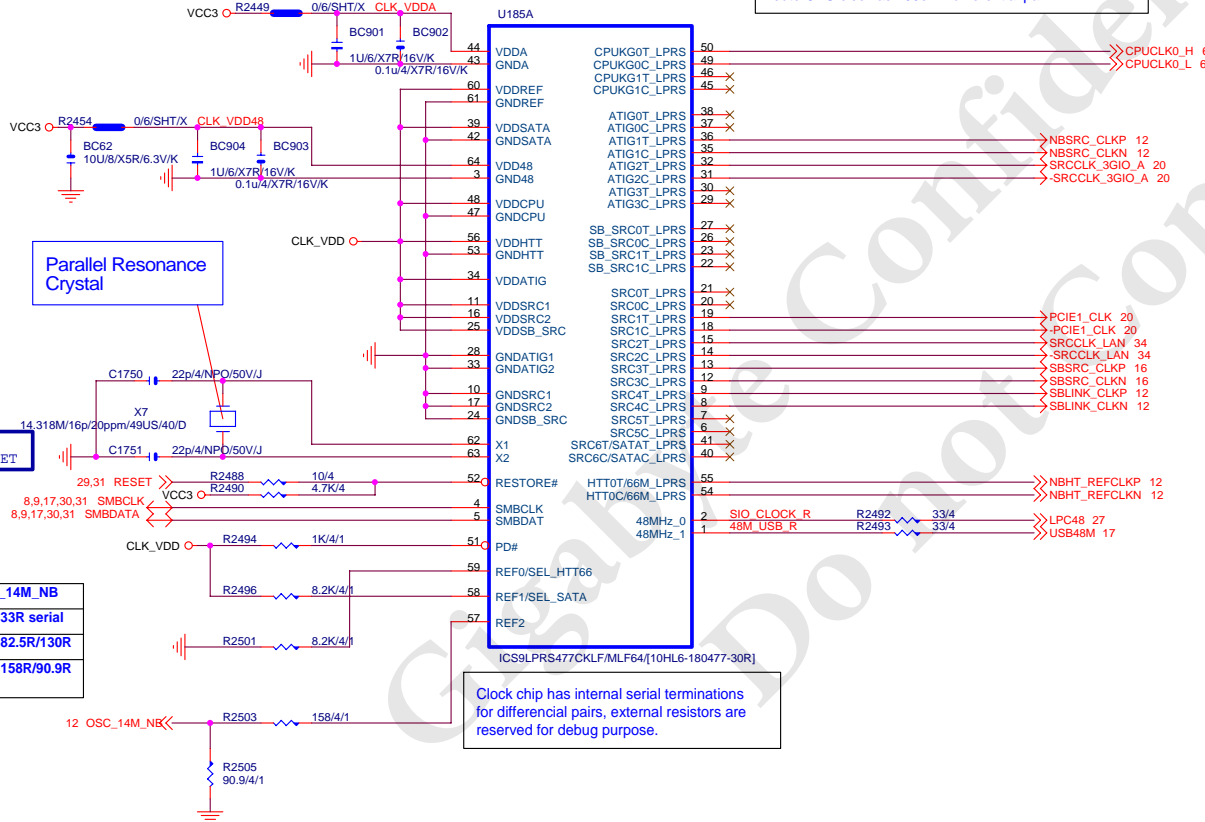 VCC3 R2449 0/6/SHT/X CLK_VDDA
BC901 BC902
1U/6/X7R/16V/K
0.1u/4/X7R/16V/K
VCC3 R2454 0/6/SHT/X CLK_VDD48
BC62
10U/8/X5R/6.3V/K
BC904 BC903
1U/6/X7R/16V/K
0.1u/4/X7R/16V/K
CLK_VDD
Parallel Resonance
Crystal
C1750 22p/4/NPO/50V/J
X7
14.318M/16p/20ppm/49US/40/D
C1751 22p/4/NPO/50V/J
ET
29,31 RESET R2488 10/4
VCC3 R2490 4.7K/4
8,9,17,30,31 SMBCLK
8,9,17,30,31 SMBDATA
CLK_VDD R2494 1K/4/1
R2496 8.2K/4/1
R2501 8.2K/4/1
_14M_NB
33R serial
82.5R/130R
158R/90.9R
12 OSC_14M_NB R2503 158/4/1
R2505
90.9/4/1
U185A
44 VDDA
43 GNDA
60 VDDREF
61 GNDREF
39 VDDSATA
42 GNDSATA
64 VDD48
3 GND48
48 VDDCPU
47 GNDCPU
56 VDDHTT
53 GNDHTT
34 VDDATIG
11 VDDSRC1
16 VDDSRC2
25 VDDSB_SRC
28 GNDATIG1
33 GNDATIG2
10 GNDSRC1
17 GNDSRC2
24 GNDSB_SRC
62 X1
63 X2
52 RESTORE#
4 SMBCLK
5 SMBDAT
51 PD#
59 REF0/SEL_HTT66
58 REF1/SEL_SATA
57 REF2
CPUKG0T_LPRS 50 CPUCLK0_H 6
CPUKG0C_LPRS 49 CPUCLK0_L 6
CPUKG1T_LPRS 46
CPUKG1C_LPRS 45
ATIG0T_LPRS 38
ATIG0C_LPRS 37
ATIG1T_LPRS 36 NBSRC_CLKP 12
ATIG1C_LPRS 35 NBSRC_CLKN 12
ATIG2T_LPRS 32 SRCCLK_3GIO_A 20
ATIG2C_LPRS 31 -SRCCLK_3GIO_A 20
ATIG3T_LPRS 30
ATIG3C_LPRS 29
SB_SRC0T_LPRS 27
SB_SRC0C_LPRS 26
SB_SRC1T_LPRS 23
SB_SRC1C_LPRS 22
SRC0T_LPRS 21
SRC0C_LPRS 20
SRC1T_LPRS 19 PCIE1_CLK 20
SRC1C_LPRS 18 -PCIE1_CLK 20
SRC2T_LPRS 15 SRCCLK_LAN 34
SRC2C_LPRS 14 -SRCCLK_LAN 34
SRC3T_LPRS 13 SBSRC_CLKP 16
SRC3C_LPRS 12 SBSRC_CLKN 16
SRC4T_LPRS 9 SBLINK_CLKP 12
SRC4C_LPRS 8 SBLINK_CLKN 12
SRC5T_LPRS 7
SRC5C_LPRS 6
SRC6T/SATAT_LPRS 41
SRC6C/SATAC_LPRS 40
HTT0T/66M_LPRS 55 NBHT_REFCLKP 12
HTT0C/66M_LPRS 54 NBHT_REFCLKN 12
48MHz_0 2 SIO_CLOCK_R R2492 33/4 LPC48 27
48MHz_1 1 48M_USB_R R2493 33/4 USB48M 17
ICS9LPRS477CKLF/MLF64/[10HL6-180477-30R]
Clock chip has internal serial terminations
for differencial pairs, external resistors are
reserved for debug purpose.
Gigabyte Confiden
Do not Con